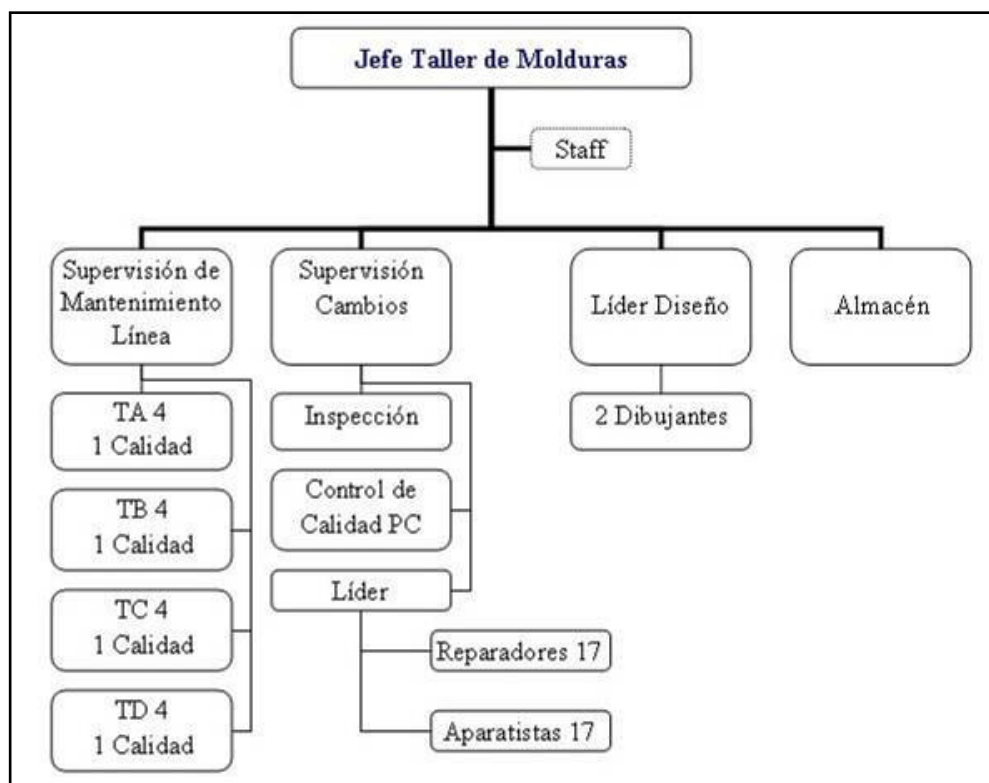 Jefe Taller de Molduras
Staff
Supervisión de
Mantenimiento
Línea
Supervisión
Cambios
Líder Diseño
Almacén
TA 4
1 Calidad
TB 4
1 Calidad
TC 4
1 Calidad
TD 4
1 Calidad
Inspección
Control de
Calidad PC
Líder
Reparadores 17
Aparatistas 17
2 Dibujantes